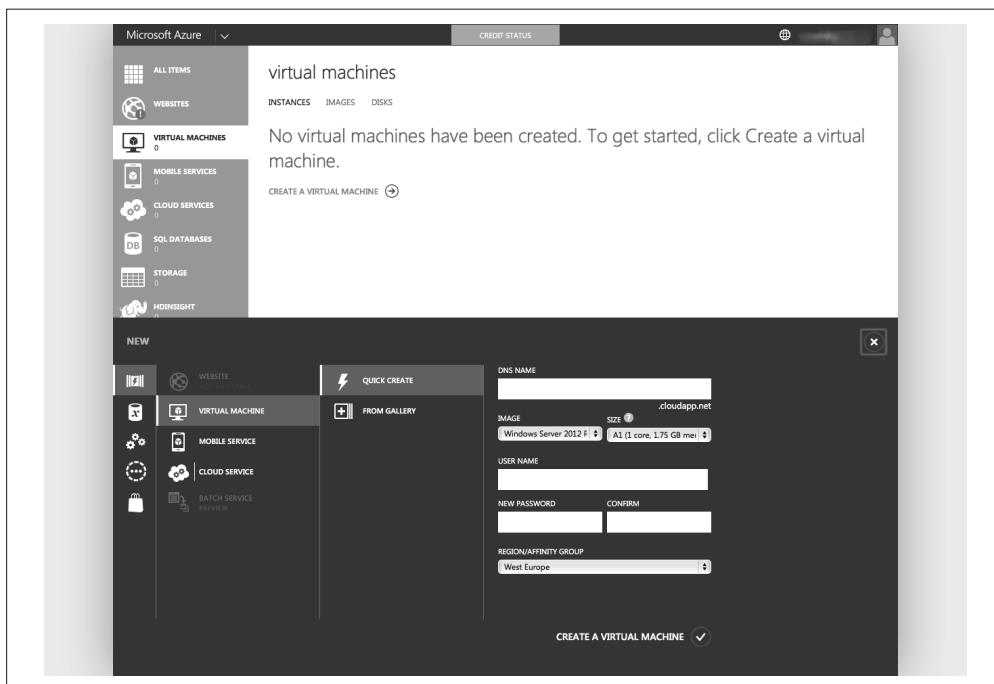 Microsoft Azure
CREDIT STATUS
ALL ITEMS
WEBSITES
VIRTUAL MACHINES
0
MOBILE SERVICES
0
CLOUD SERVICES
0
SQL DATABASES
0
DB
STORAGE
0
HDINSIGHT
0
virtual machines
INSTANCES IMAGES DISKS
No virtual machines have been created. To get started, click Create a virtual
machine.
CREATE A VIRTUAL MACHINE
NEW
WEBSITE
VIRTUAL MACHINE
MOBILE SERVICE
CLOUD SERVICE
BATCH SERVICE
PREVIEW
QUICK CREATE
FROM GALLERY
DNS NAME
.cloudapp.net
IMAGE SIZE ?
Windows Server 2012 R A1 (1 core, 1.75 GB mem
USER NAME
NEW PASSWORD CONFIRM
REGION/AFFINITY GROUP
West Europe
CREATE A VIRTUAL MACHINE